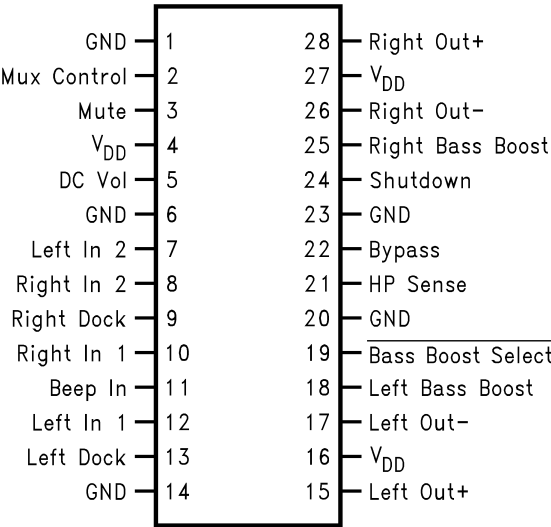 GND 1 28 Right Out+
Mux Control 2 27 VDD
Mute 3 26 Right Out-
VDD 4 25 Right Bass Boost
DC Vol 5 24 Shutdown
GND 6 23 GND
Left In 2 7 22 Bypass
Right In 2 8 21 HP Sense
Right Dock 9 20 GND
Right In 1 10 19 Bass Boost Select
Beep In 11 18 Left Bass Boost
Left In 1 12 17 Left Out-
Left Dock 13 16 VDD
GND 14 15 Left Out+